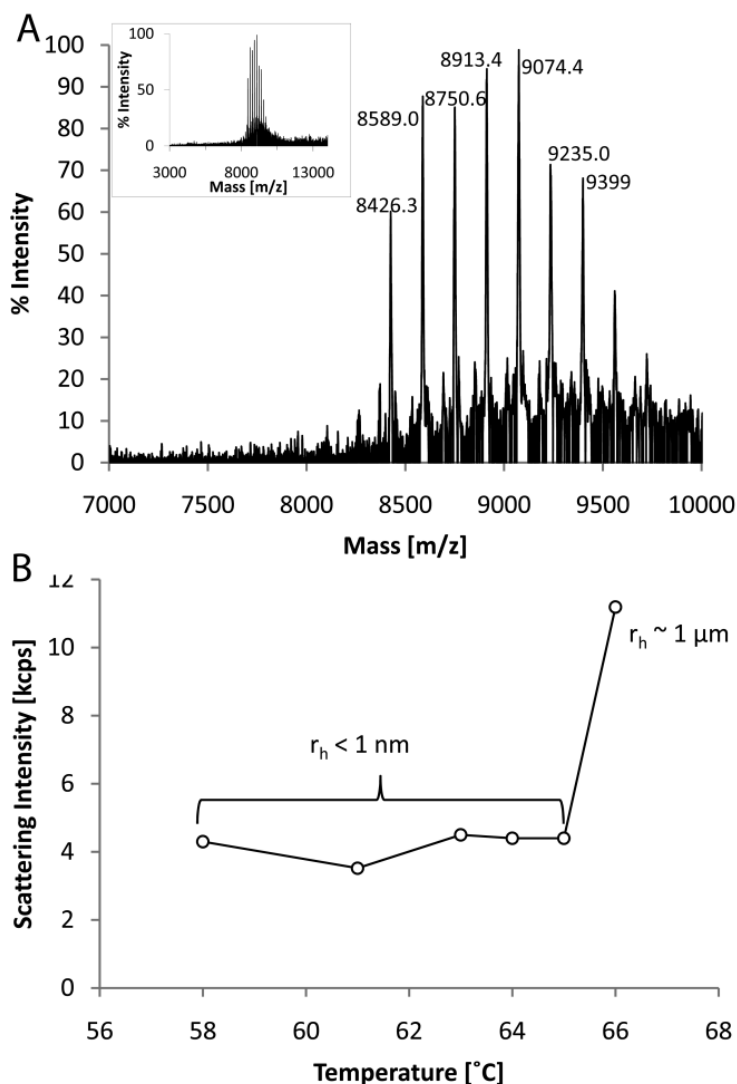 A
100
90
80
70
60
50
40
30
20
10
0
% Intensity
100
50
0
% Intensity
3000 8000 13000
Mass [m/z]
8426.3
8589.0
8750.6
8913.4
9074.4
9235.0
9399
7000 7500 8000 8500 9000 9500 10000
Mass [m/z]
B
12
10
8
6
4
2
0
Scattering Intensity [kcps]
rh < 1 nm
rh ~ 1 µm
56 58 60 62 64 66 68
Temperature [˚C]